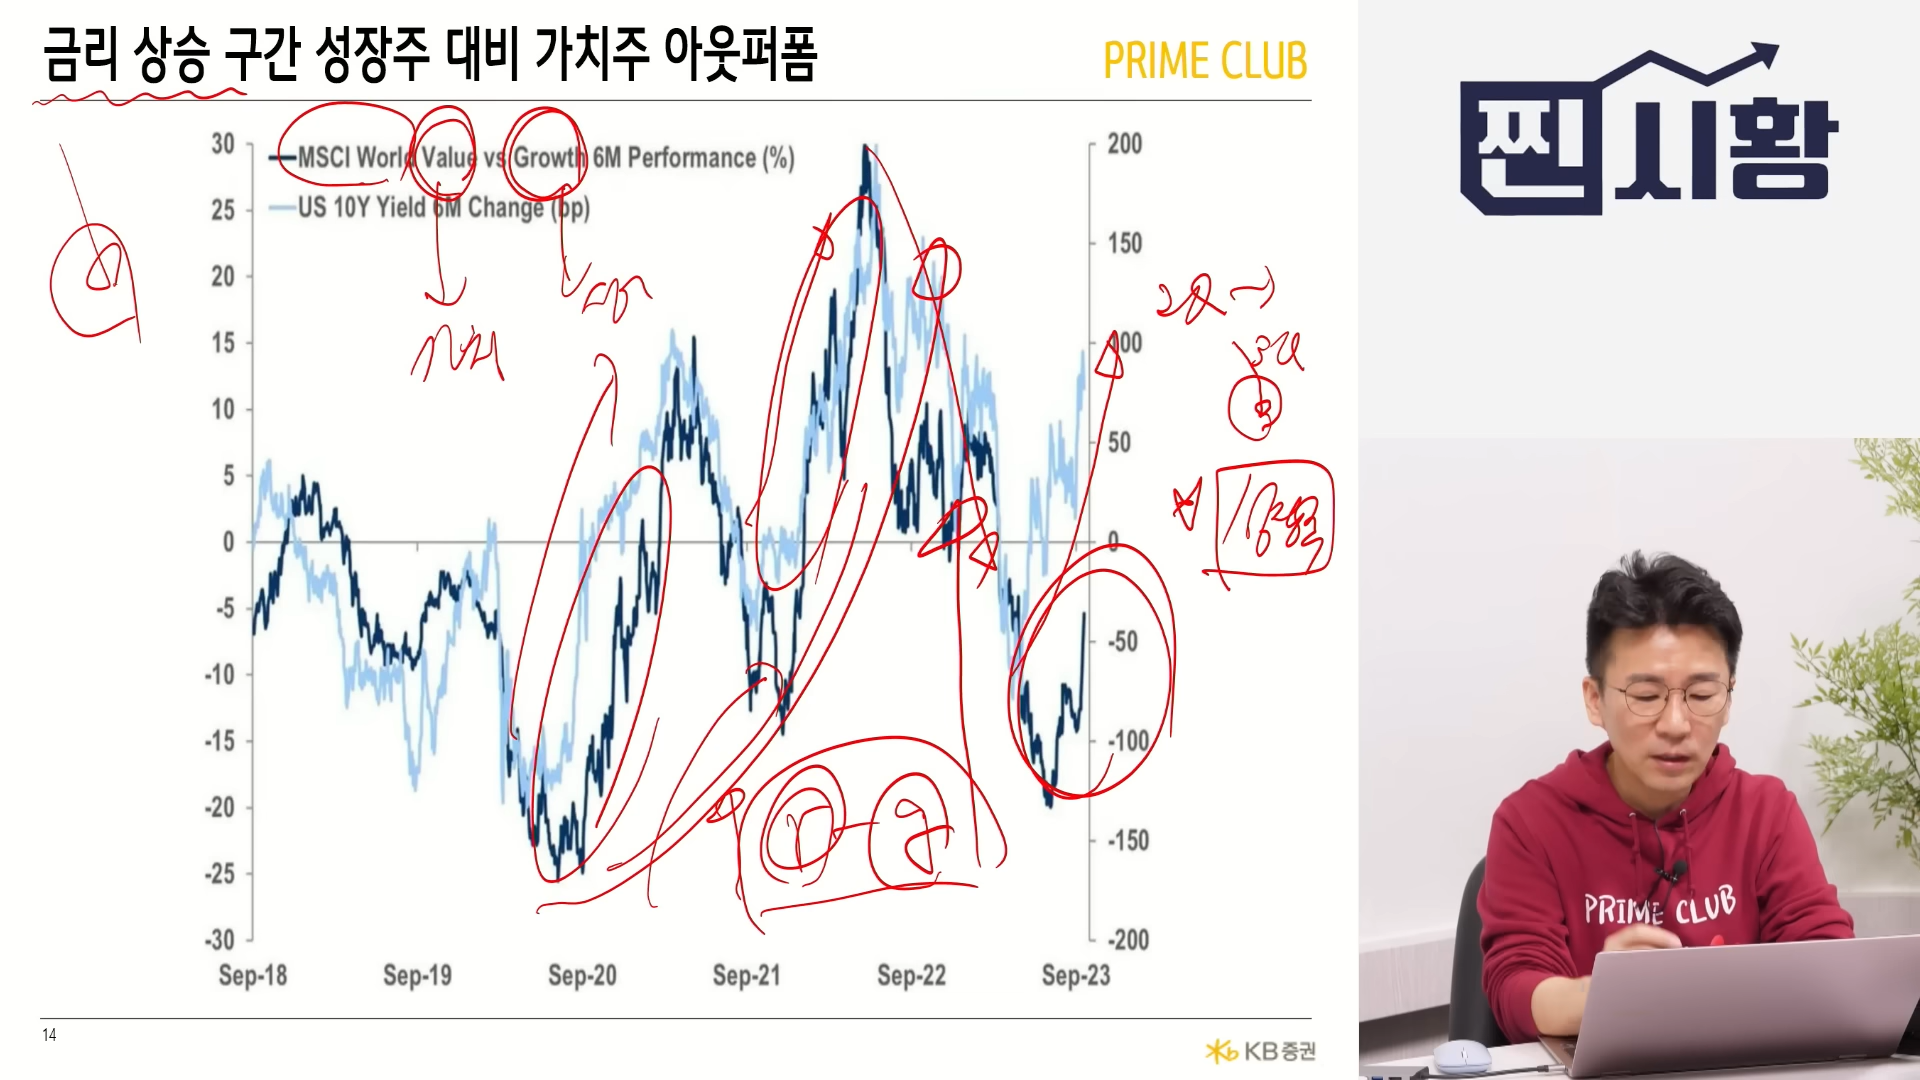 금리 상승 구간 성장주 대비 가치주 아웃퍼폼
PRIME CLUB
MSCI World Value vs Growth 6M Performance (%)
US 10Y Yield 6M Change (bp)
30
25
20
15
10
5
0
-5
-10
-15
-20
-25
-30
200
150
100
50
0
-50
-100
-150
-200
Sep-18
Sep-19
Sep-20
Sep-21
Sep-22
Sep-23
r - g
14
KB증권
찐시황
PRIME CLUB